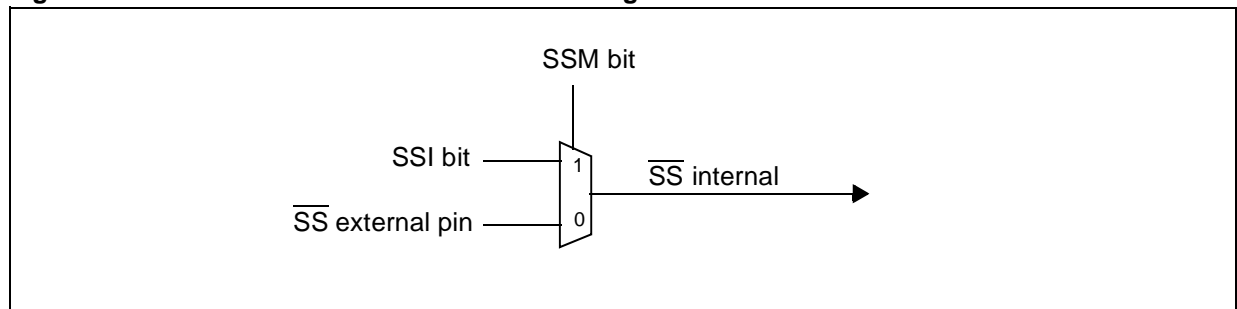 SSM bit
SSI bit
1
SS internal
SS external pin
0